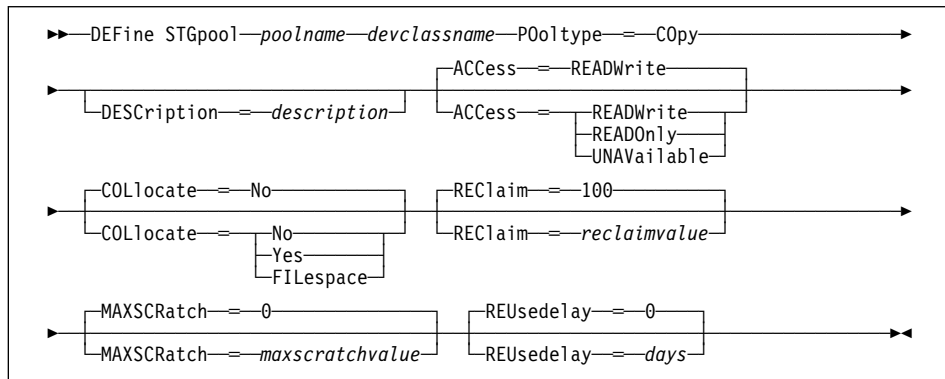 DEFine STGpool poolname devclassname POoltype = COpy
ACCess = READWrite
DESCription = description ACCess = READWrite
READOnly
UNAVailable
COLlocate = No REClaim = 100
COLlocate = No REClaim = reclaimvalue
Yes
FILespace
MAXSCRatch = 0 REUsedelay = 0
MAXSCRatch = maxscratchvalue REUsedelay = days